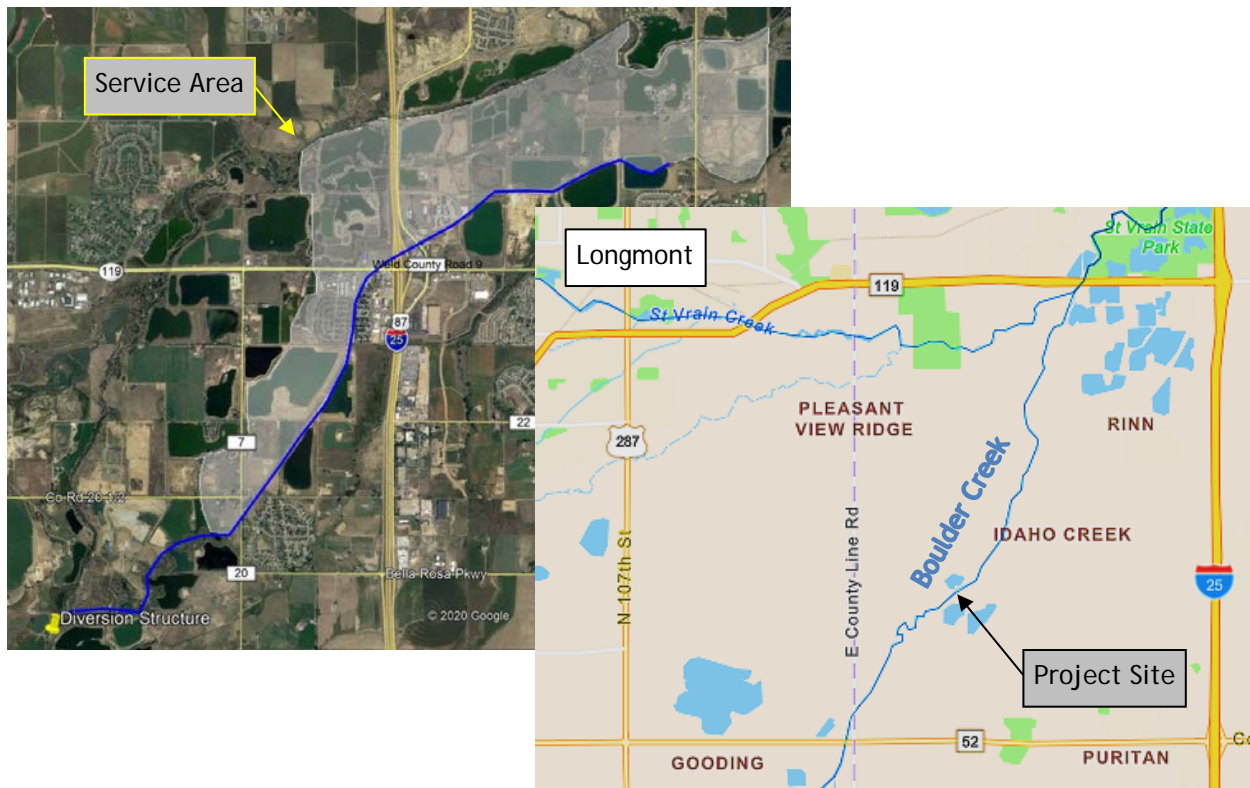 Service Area
119
Weld County Road 9
87
25
22
7
Co Rd 20 1/2
20
Bella Rosa Pkwy
Diversion Structure
© 2020 Google
Longmont
St Vrain State
Park
119
St Vrain Creek
PLEASANT
VIEW RIDGE
RINN
287
Boulder Creek
IDAHO CREEK
N 107th St
E County Line Rd
25
Project Site
52
Co
GOODING
PURITAN